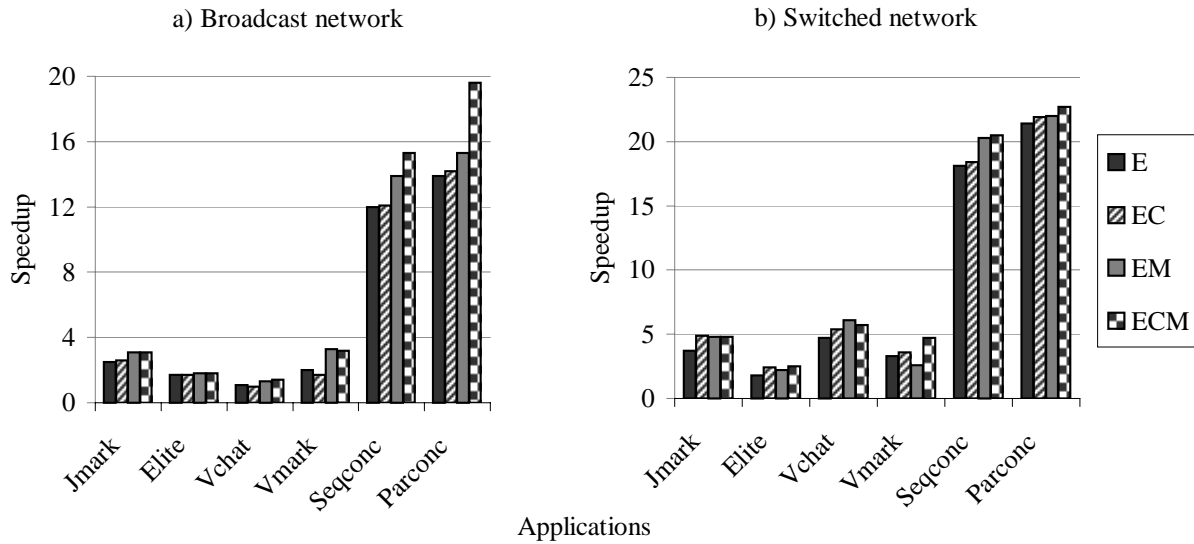 a) Broadcast network
20
16
12
8
4
0
Speedup
Jmark
Elite
Vchat
Vmark
Seqconc
Parconc
b) Switched network
25
20
15
10
5
0
Speedup
Jmark
Elite
Vchat
Vmark
Seqconc
Parconc
E
EC
EM
ECM
Applications